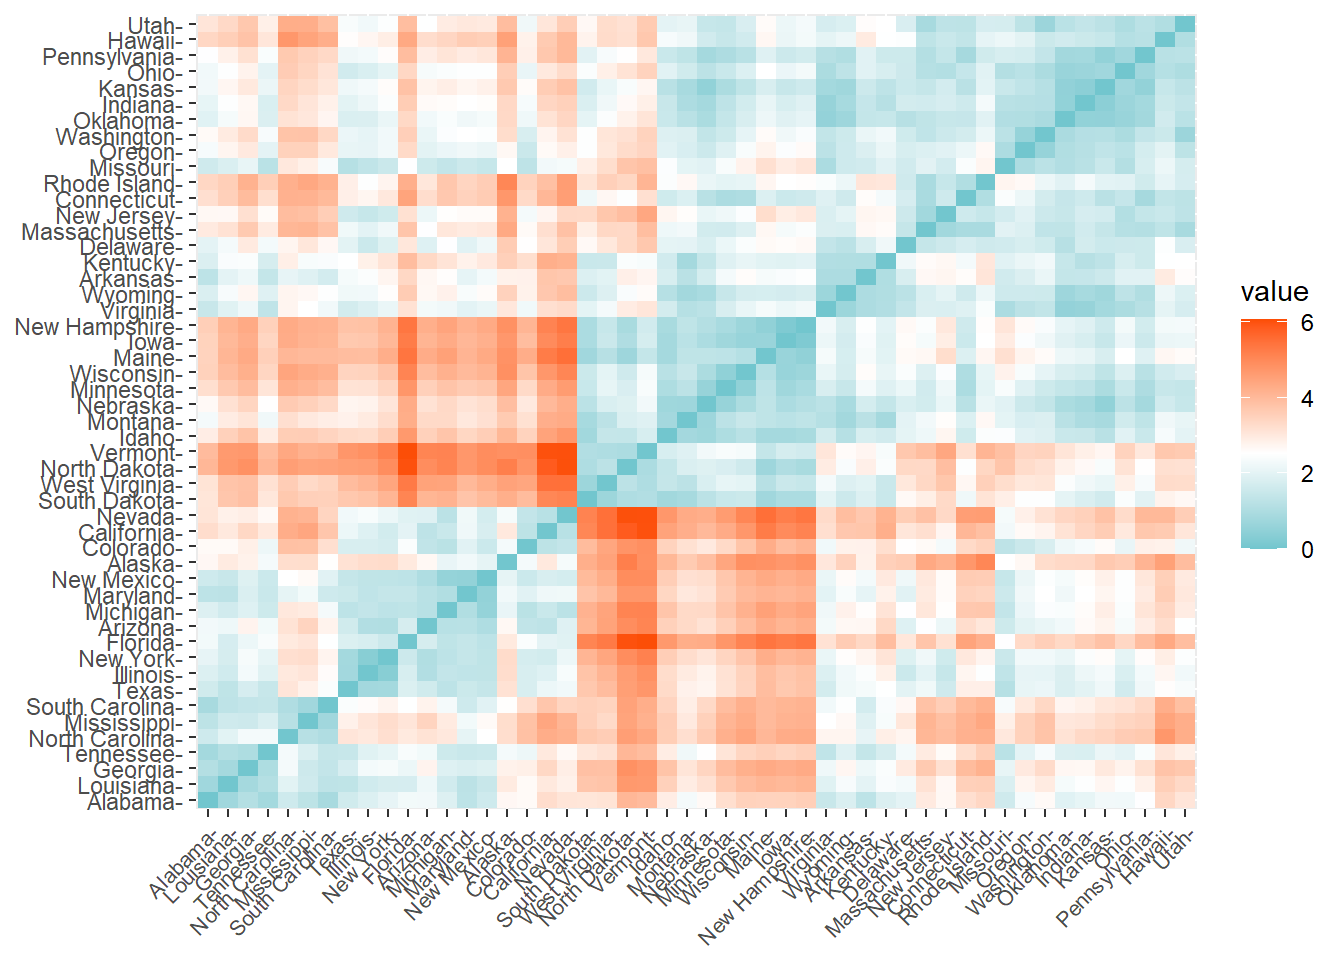 Utah-
Hawaii-
Pennsylvania-
Ohio-
Kansas-
Indiana-
Oklahoma-
Washington-
Oregon-
Missouri-
Rhode Island-
Connecticut-
New Jersey-
Massachusetts-
Delaware-
Kentucky-
Arkansas-
Wyoming-
Virginia-
New Hampshire-
Iowa-
Maine-
Wisconsin-
Minnesota-
Nebraska-
Montana-
Idaho-
Vermont-
North Dakota-
West Virginia-
South Dakota-
Nevada-
California-
Colorado-
Alaska-
New Mexico-
Maryland-
Michigan-
Arizona-
Florida-
New York-
Illinois-
Texas-
South Carolina-
Mississippi-
North Carolina-
Tennessee-
Georgia-
Louisiana-
Alabama-
Alabama-
Louisiana-
Georgia-
Tennessee-
North Carolina-
Mississippi-
South Carolina-
Texas-
Illinois-
New York-
Florida-
Arizona-
Michigan-
Maryland-
New Mexico-
Alaska-
Colorado-
California-
Nevada-
South Dakota-
West Virginia-
North Dakota-
Vermont-
Idaho-
Montana-
Nebraska-
Minnesota-
Wisconsin-
Maine-
Iowa-
New Hampshire-
Virginia-
Wyoming-
Arkansas-
Kentucky-
Delaware-
Massachusetts-
New Jersey-
Connecticut-
Rhode Island-
Missouri-
Oregon-
Washington-
Oklahoma-
Indiana-
Kansas-
Ohio-
Pennsylvania-
Hawaii-
Utah-
value
6
4
2
0